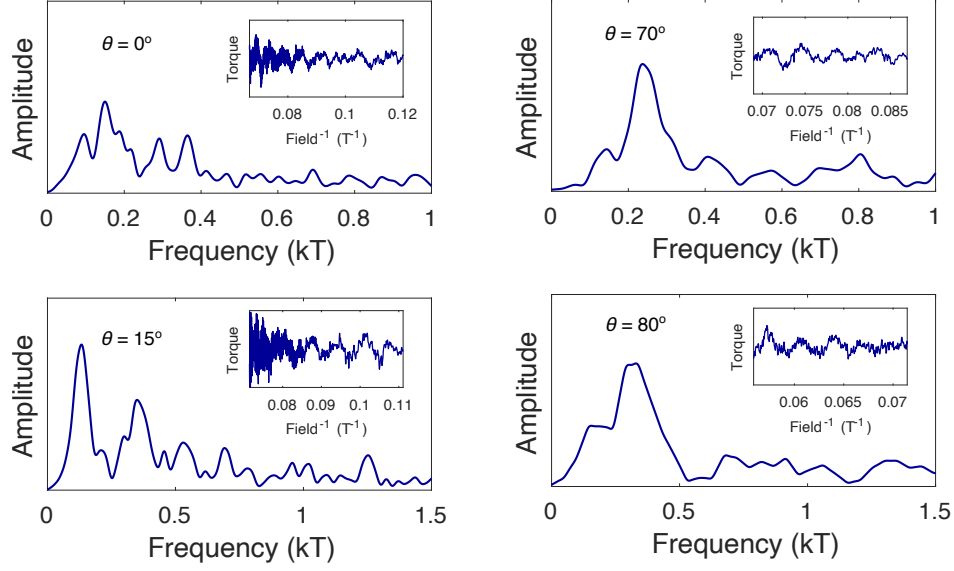 θ = 0º
Torque
0.08 0.1 0.12
Field⁻¹ (T⁻¹)
Amplitude
0 0.2 0.4 0.6 0.8 1
Frequency (kT)
θ = 70º
Torque
0.07 0.075 0.08 0.085
Field⁻¹ (T⁻¹)
Amplitude
0 0.2 0.4 0.6 0.8 1
Frequency (kT)
θ = 15º
Torque
0.08 0.09 0.1 0.11
Field⁻¹ (T⁻¹)
Amplitude
0 0.5 1 1.5
Frequency (kT)
θ = 80º
Torque
0.06 0.065 0.07
Field⁻¹ (T⁻¹)
Amplitude
0 0.5 1 1.5
Frequency (kT)